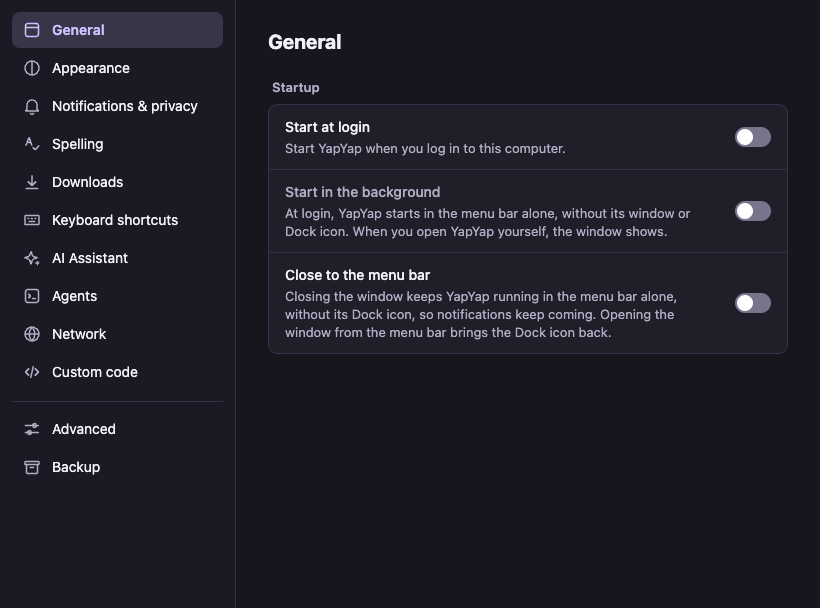 General
Appearance
Notifications & privacy
Spelling
Downloads
Keyboard shortcuts
AI Assistant
Agents
Network
Custom code
Advanced
Backup
General
Startup
Start at login
Start YapYap when you log in to this computer.
Start in the background
At login, YapYap starts in the menu bar alone, without its window or
Dock icon. When you open YapYap yourself, the window shows.
Close to the menu bar
Closing the window keeps YapYap running in the menu bar alone,
without its Dock icon, so notifications keep coming. Opening the
window from the menu bar brings the Dock icon back.